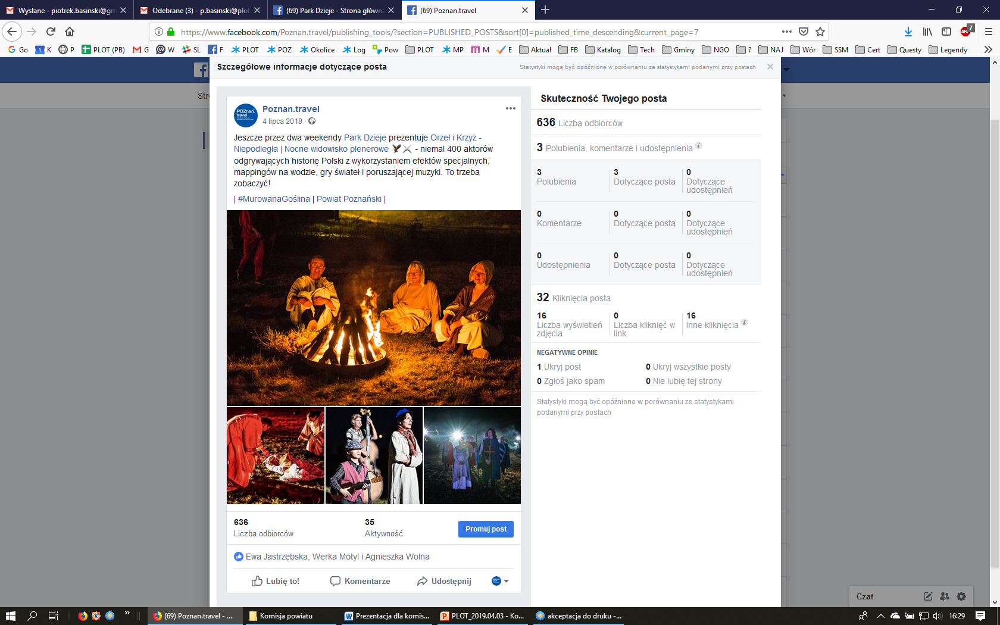 Wysłane - piotrek.basinski@gm
Odebrane (3) - p.basinski@plot
(69) Park Dzieje - Strona główna
(69) Poznan.travel
https://www.facebook.com/Poznan.travel/publishing_tools/?section=PUBLISHED_POSTS&sort[0]=published_time_descending&current_page=7
7
Go K P PLOT (PB) G W SL F PLOT POZ Okolice Log Pow PLOT MP M E Aktual FB Katalog Tech Gminy NGO ? NAJ Wór SSM Cert Questy Legendy
Szczegółowe informacje dotyczące posta
Statystyki mogą być opóźnione w porównaniu ze statystykami podanymi przy postach
Str
POZnan.
travel
Poznan.travel
4 lipca 2018 ·
Jeszcze przez dwa weekendy Park Dzieje prezentuje Orzeł i Krzyż -
Niepodległa | Nocne widowisko plenerowe 🦅⚔ - niemal 400 aktorów
odgrywających historię Polski z wykorzystaniem efektów specjalnych,
mappingów na wodzie, gry świateł i poruszającej muzyki. To trzeba
zobaczyć!
| #MurowanaGoślina | Powiat Poznański |
636
Liczba odbiorców
35
Aktywność
Promuj post
Ewa Jastrzębska, Werka Motyl i Agnieszka Wolna
Lubię to!
Komentarze
Udostępnij
Skuteczność Twojego posta
636 Liczba odbiorców
3 Polubienia, komentarze i udostępnienia
3
Polubienia
3
Dotyczące posta
0
Dotyczące
udostępnień
0
Komentarze
0
Dotyczące posta
0
Dotyczące
udostępnień
0
Udostępnienia
0
Dotyczące posta
0
Dotyczące
udostępnień
32 Kliknięcia posta
16
Liczba wyświetleń
zdjęcia
0
Liczba kliknięć w
link
16
Inne kliknięcia
NEGATYWNE OPINIE
1 Ukryj post
0 Ukryj wszystkie posty
0 Zgłoś jako spam
0 Nie lubię tej strony
Statystyki mogą być opóźnione w porównaniu ze statystykami
podanymi przy postach
Czat
(69) Poznan.travel - ...
Komisja powiatu
Prezentacja dla komis...
PLOT_2019.04.03 - Ko...
akceptacja do druku -...
16:29